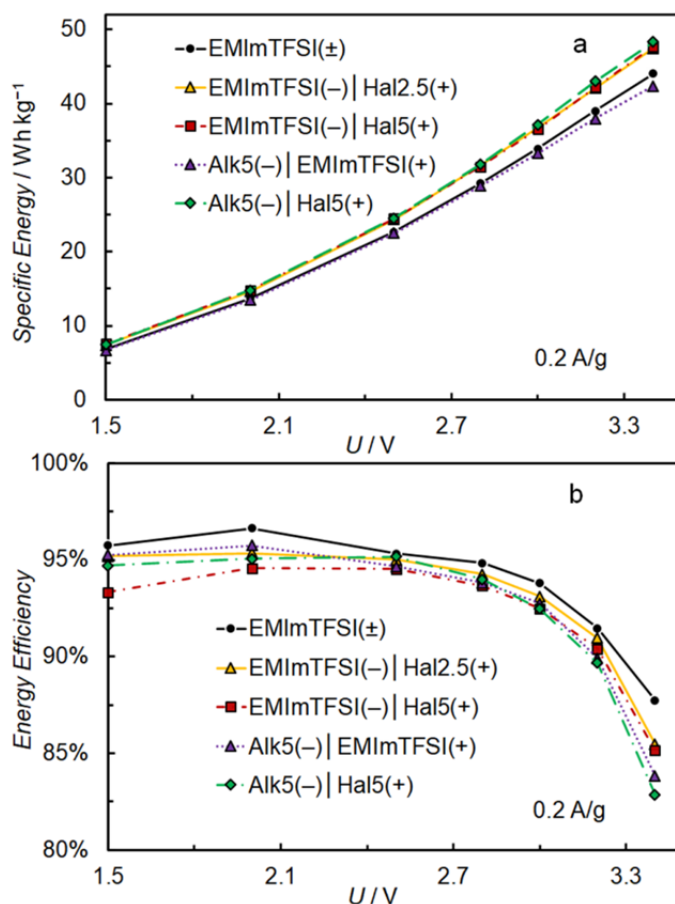 50
40
30
20
10
0
Specific Energy / Wh kg⁻¹
EMImTFSI(±)
EMImTFSI(–)│Hal2.5(+)
EMImTFSI(–)│Hal5(+)
Alk5(–)│EMImTFSI(+)
Alk5(–)│Hal5(+)
a
0.2 A/g
1.5 2.1 2.7 3.3
U / V
100%
95%
90%
85%
80%
Energy Efficiency
b
EMImTFSI(±)
EMImTFSI(–)│Hal2.5(+)
EMImTFSI(–)│Hal5(+)
Alk5(–)│EMImTFSI(+)
Alk5(–)│Hal5(+)
0.2 A/g
1.5 2.1 2.7 3.3
U / V